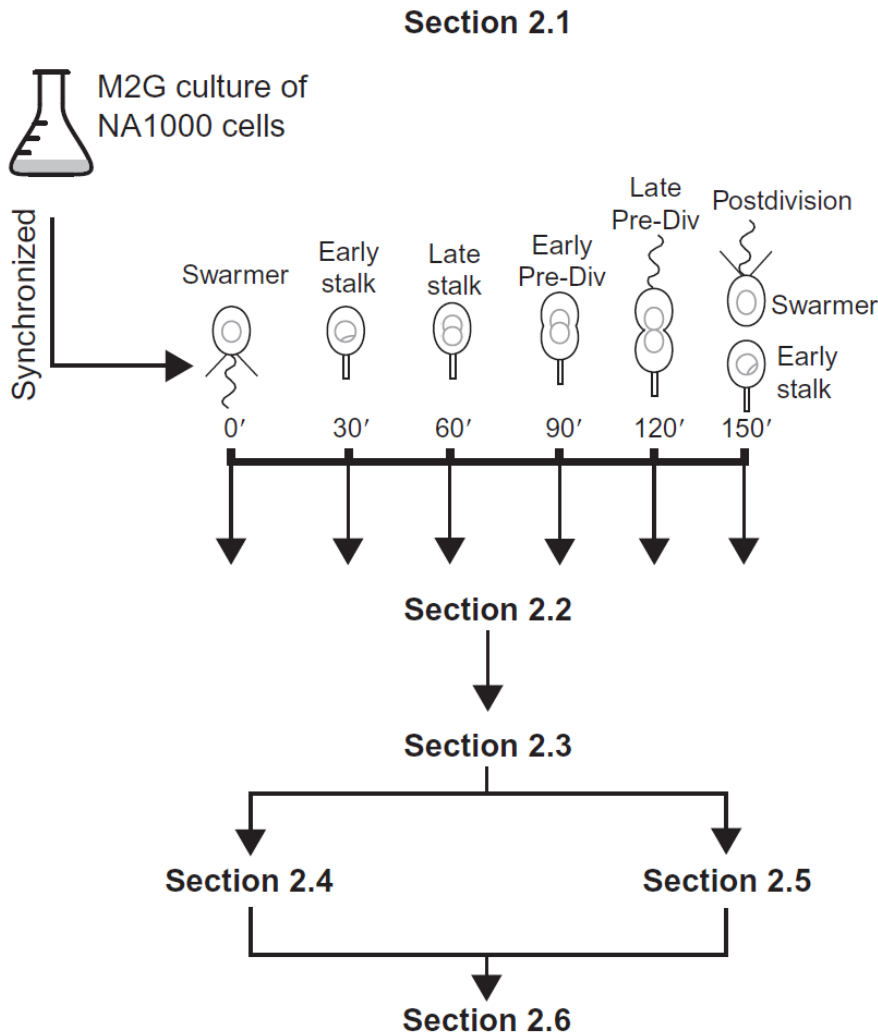 Section 2.1
M2G culture of
NA1000 cells
Synchronized
Swarmer
Early
stalk
Late
stalk
Early
Pre-Div
Late
Pre-Div
Postdivision
Swarmer
Early
stalk
0′ 30′ 60′ 90′ 120′ 150′
Section 2.2
Section 2.3
Section 2.4 Section 2.5
Section 2.6